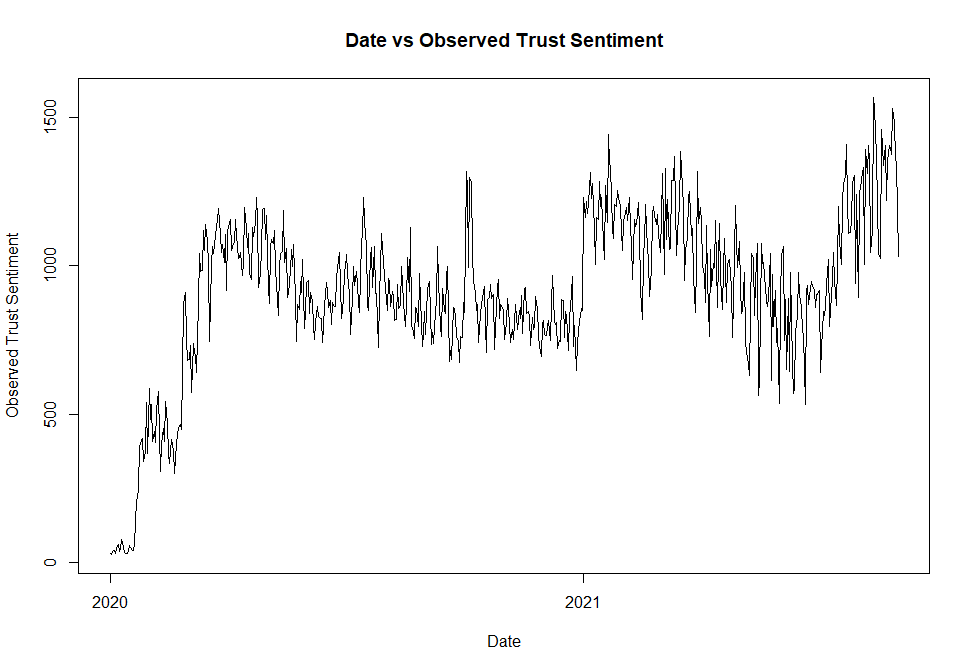 Date vs Observed Trust Sentiment
Observed Trust Sentiment
1500
1000
500
0
2020
2021
Date